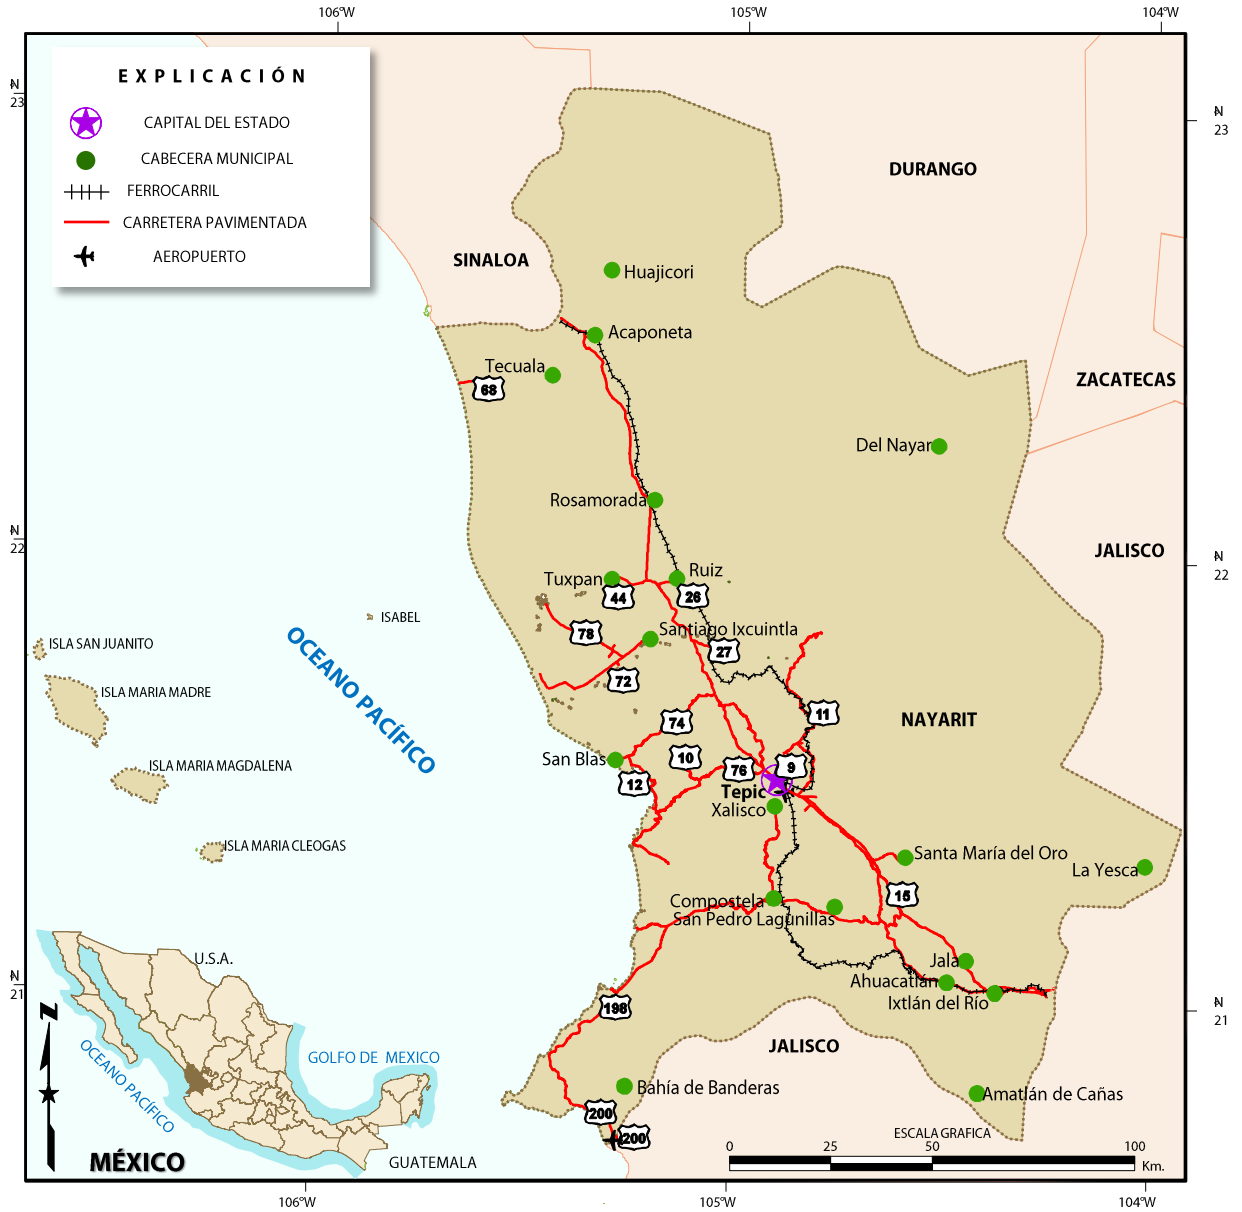 106°W 105°W 104°W
N
23
N
23
EXPLICACIÓN
CAPITAL DEL ESTADO
CABECERA MUNICIPAL
FERROCARRIL
CARRETERA PAVIMENTADA
AEROPUERTO
DURANGO
SINALOA
Huajicori
Acaponeta
Tecuala
68
ZACATECAS
Del Nayar
Rosamorada
N
22
JALISCO
N
22
Tuxpan
Ruiz
44
26
ISABEL
78
Santiago Ixcuintla
27
ISLA SAN JUANITO
72
ISLA MARIA MADRE
OCEANO PACÍFICO
74
11
NAYARIT
San Blas
10
76
9
ISLA MARIA MAGDALENA
12
Tepic
Xalisco
ISLA MARIA CLEOGAS
Santa María del Oro
La Yesca
15
Compostela
San Pedro Lagunillas
U.S.A.
Jala
Ahuacatlán
Ixtlán del Río
N
21
N
21
198
N
OCEANO PACÍFICO
GOLFO DE MEXICO
JALISCO
Bahía de Banderas
Amatlán de Cañas
200
200
MÉXICO
GUATEMALA
ESCALA GRAFICA
0 25 50 100
Km.
106°W 105°W 104°W